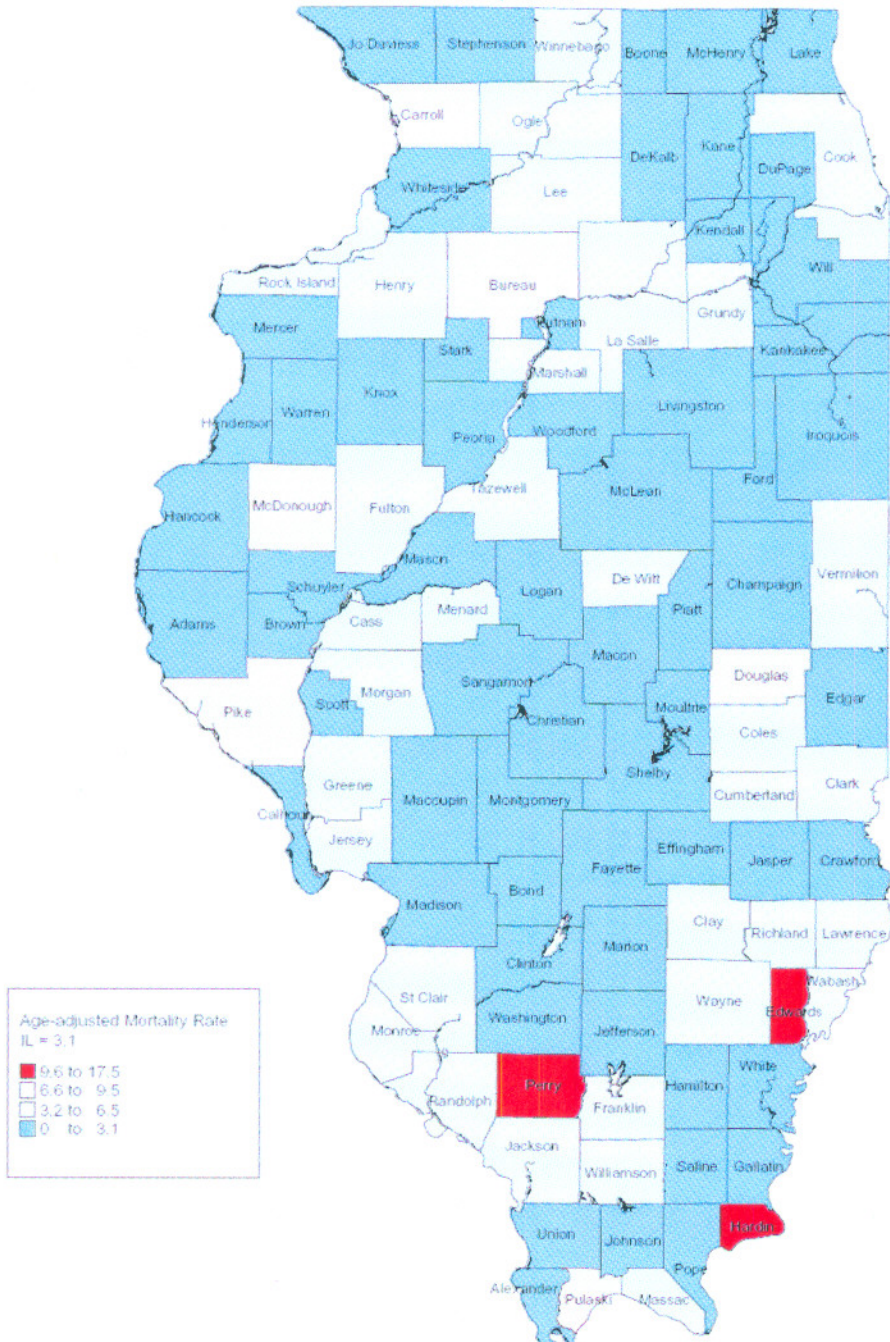 Jo Daviess Stephenson Winnebago Boone McHenry Lake
Carroll Ogle DeKalb Kane DuPage Cook
Whiteside Lee Kendall Will
Rock Island Henry Bureau Grundy
Mercer Stark Putnam La Salle Kankakee
Marshall
Henderson Warren Knox Peoria Woodford Livingston Iroquois
Hancock McDonough Fulton Tazewell McLean Ford
Mason
Adams Schuyler Brown Cass Menard Logan De Witt Piatt Champaign Vermilion
Pike Scott Morgan Sangamon Macon Douglas Edgar
Christian Moultrie Coles
Greene Shelby Clark
Calhoun Macoupin Montgomery Cumberland
Jersey Effingham Jasper Crawford
Madison Bond Fayette
Clay Richland Lawrence
Clinton Marion
St Clair Wayne Edwards Wabash
Monroe Washington Jefferson
Randolph Perry Franklin Hamilton White
Jackson Williamson Saline Gallatin
Union Johnson Pope Hardin
Alexander Pulaski Massac
Age-adjusted Mortality Rate
IL = 3.1
9.6 to 17.5
6.6 to 9.5
3.2 to 6.5
0 to 3.1